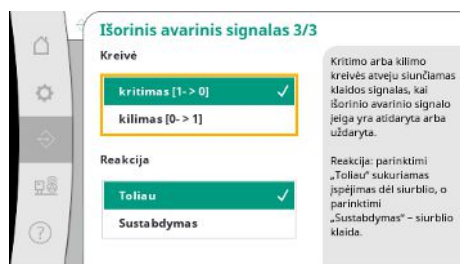 Išorinis avarinis signalas 3/3
Kreivė
kritimas [1-> 0]
kilimas [0-> 1]
Reakcija
Toliau
Sustabdymas
Kritimo arba kilimo
kreivės atveju siunčiamas
klaidos signalas, kai
išorinio avarinio signalo
įeiga yra atidaryta arba
uždaryta.
Reakcija: parinktimi
„Toliau“ sukuriamas
įspėjimas dėl siurblio, o
parinktimi
„Sustabdymas“ – siurblio
klaida.